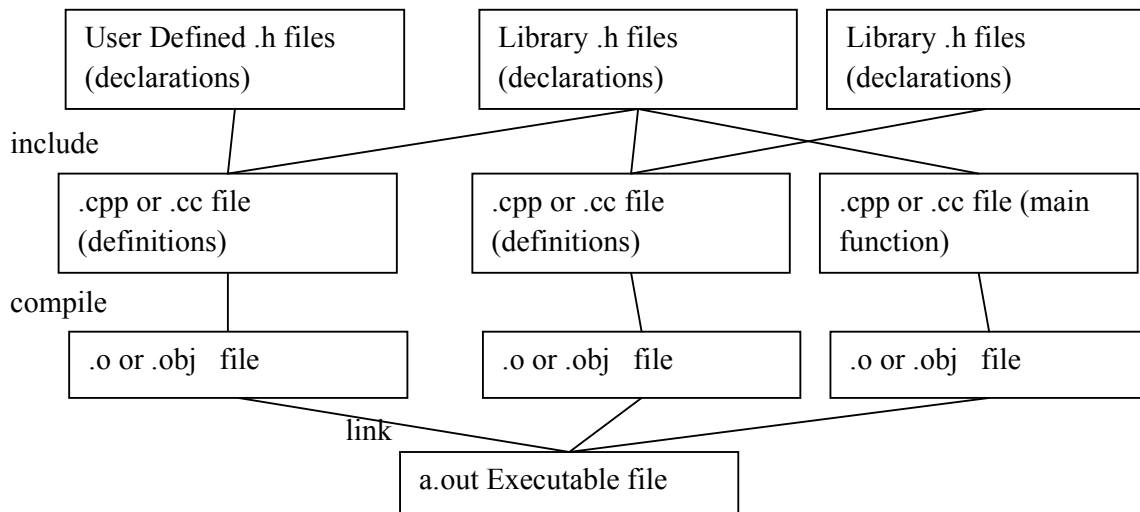 User Defined .h files
(declarations)
Library .h files
(declarations)
Library .h files
(declarations)
include
.cpp or .cc file
(definitions)
.cpp or .cc file
(definitions)
.cpp or .cc file (main
function)
compile
.o or .obj   file
.o or .obj   file
.o or .obj   file
link
a.out Executable file